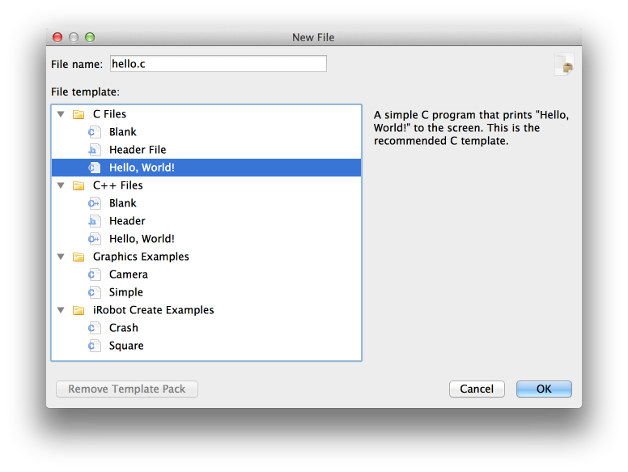 New File
File name: hello.c
File template:
C Files
Blank
Header File
Hello, World!
C++ Files
Blank
Header
Hello, World!
Graphics Examples
Camera
Simple
iRobot Create Examples
Crash
Square
A simple C program that prints "Hello,
World!" to the screen. This is the
recommended C template.
Remove Template Pack
Cancel
OK